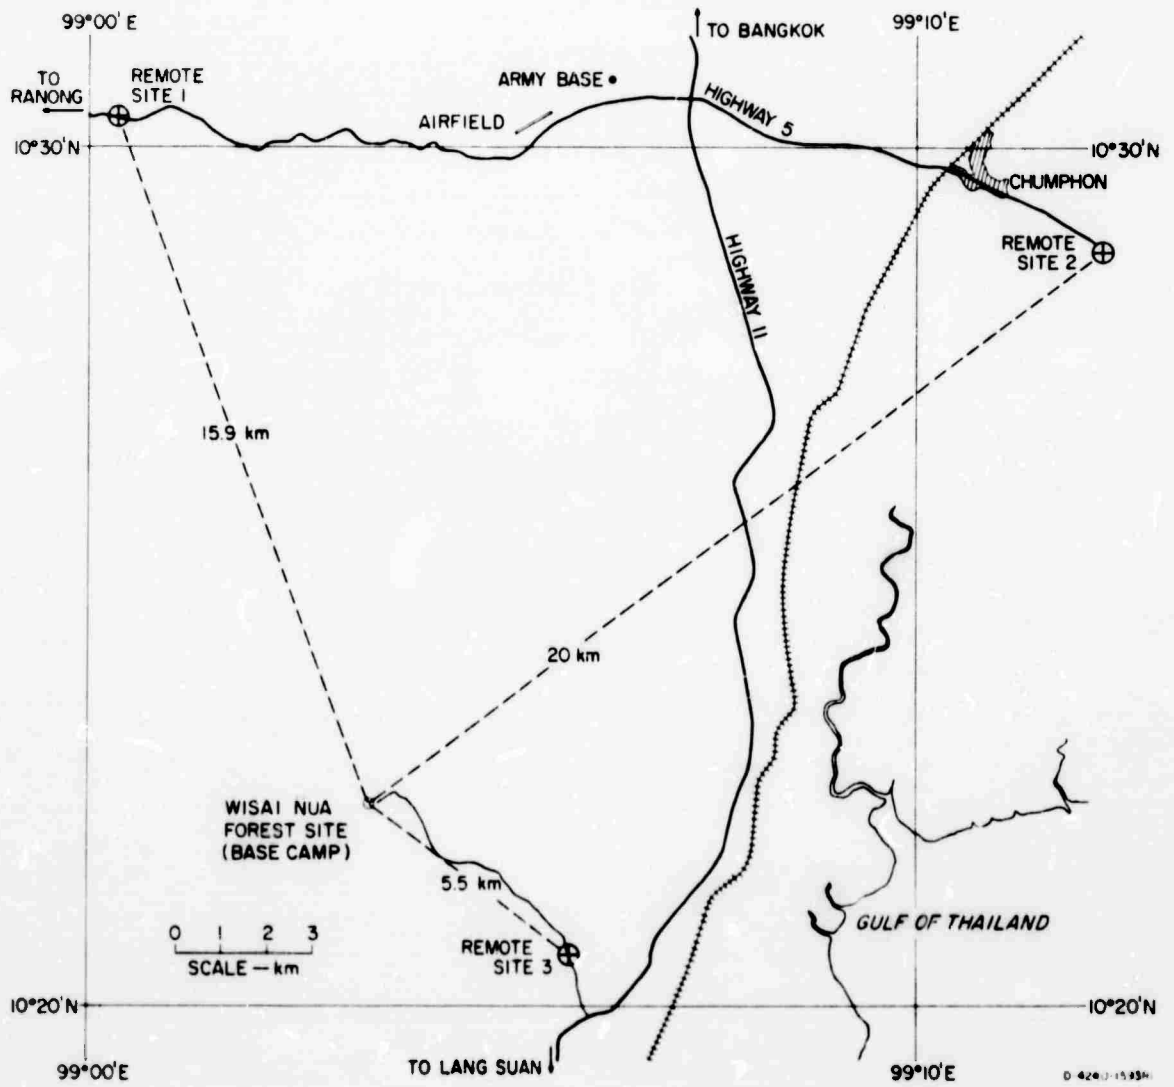 99°00' E
99°10' E
TO BANGKOK
TO
RANONG
REMOTE
SITE 1
ARMY BASE
AIRFIELD
HIGHWAY 5
10°30'N
10°30'N
CHUMPHON
REMOTE
SITE 2
HIGHWAY 11
15.9 km
20 km
WISAI NUA
FOREST SITE
(BASE CAMP)
5.5 km
0 1 2 3
SCALE — km
REMOTE
SITE 3
GULF OF THAILAND
10°20'N
10°20'N
TO LANG SUAN
99°00'E
99°10'E